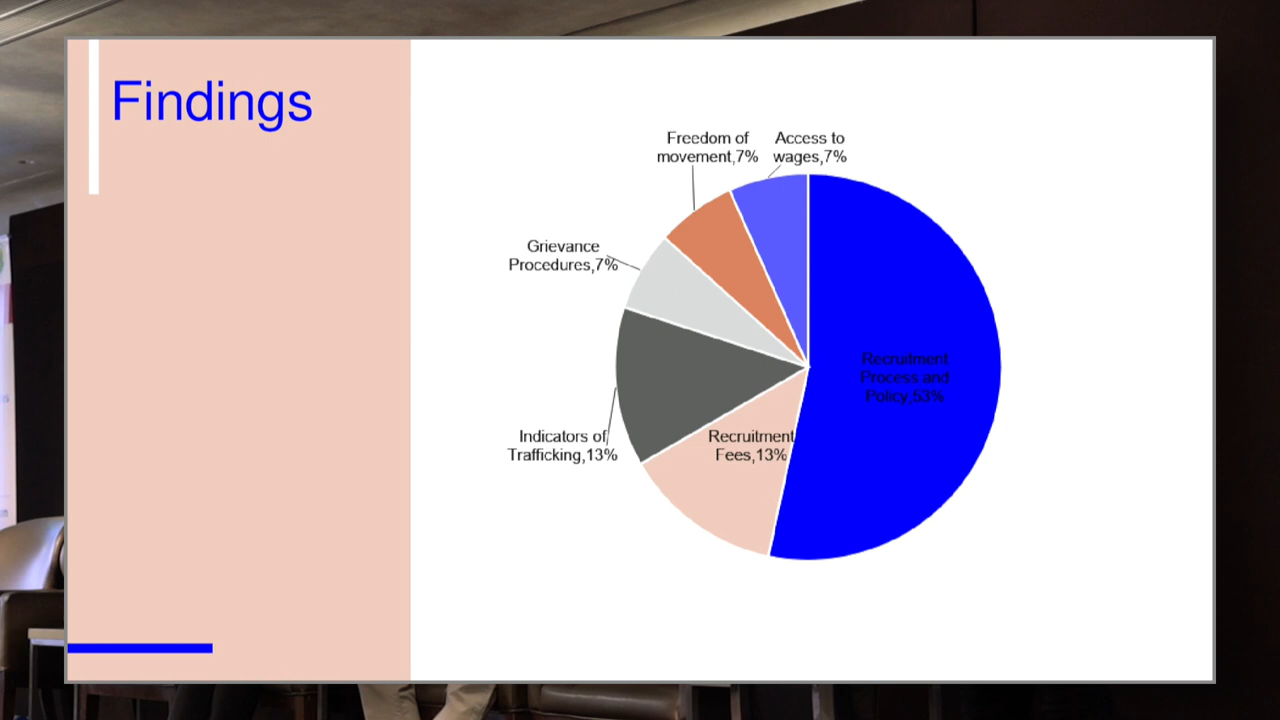 Findings
Freedom of
movement,7%
Access to
wages,7%
Grievance
Procedures,7%
Recruitment
Process and
Policy,53%
Indicators of
Trafficking,13%
Recruitment
Fees,13%